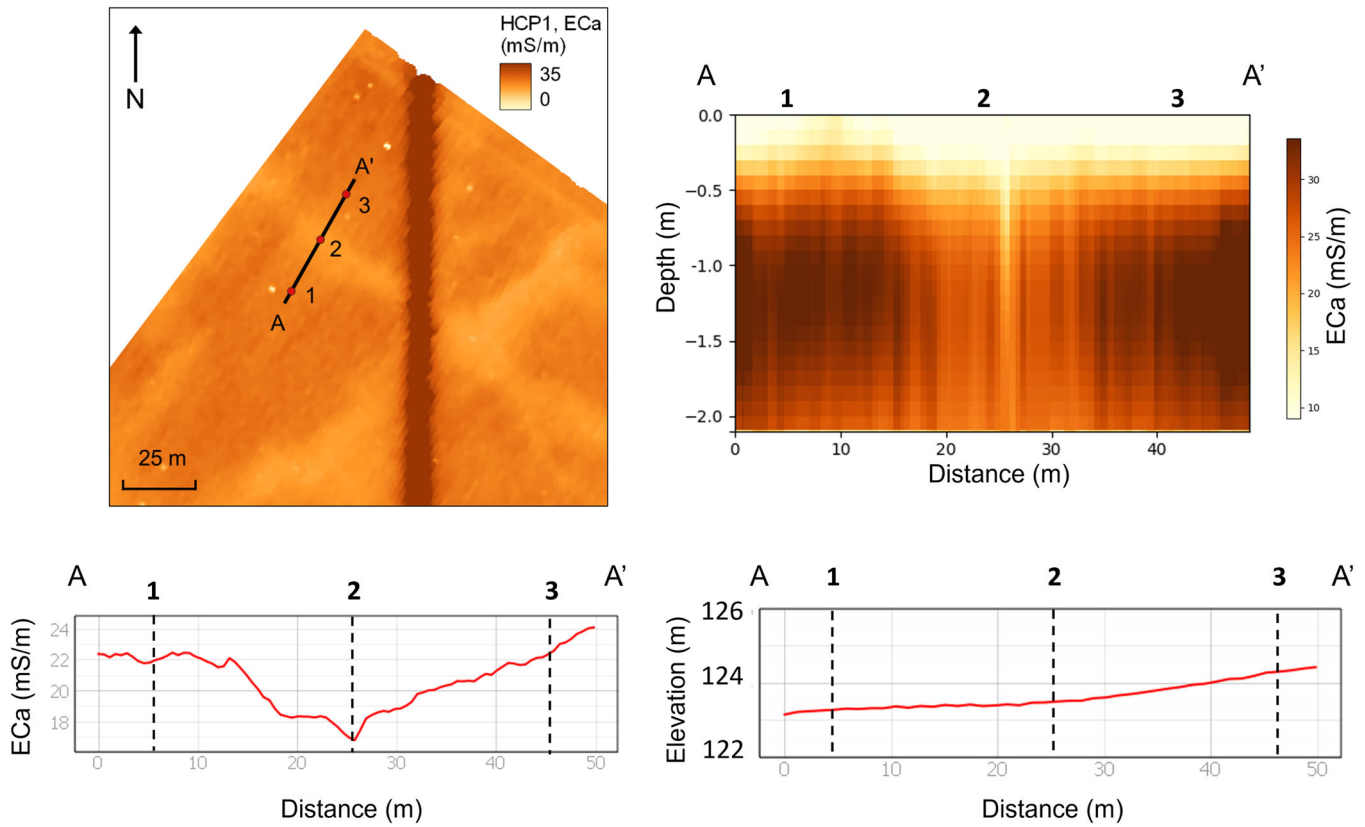 HCP1, ECa
(mS/m)
35
0
N
A'
3
2
1
A
25 m
A
A'
1
2
3
0.0
−0.5
−1.0
−1.5
−2.0
Depth (m)
0
10
20
30
40
Distance (m)
30
25
20
15
10
ECa (mS/m)
A
1
2
3
A'
24
22
20
18
ECa (mS/m)
0
10
20
30
40
50
Distance (m)
A
1
2
3
A'
126
124
122
Elevation (m)
0
10
20
30
40
50
Distance (m)